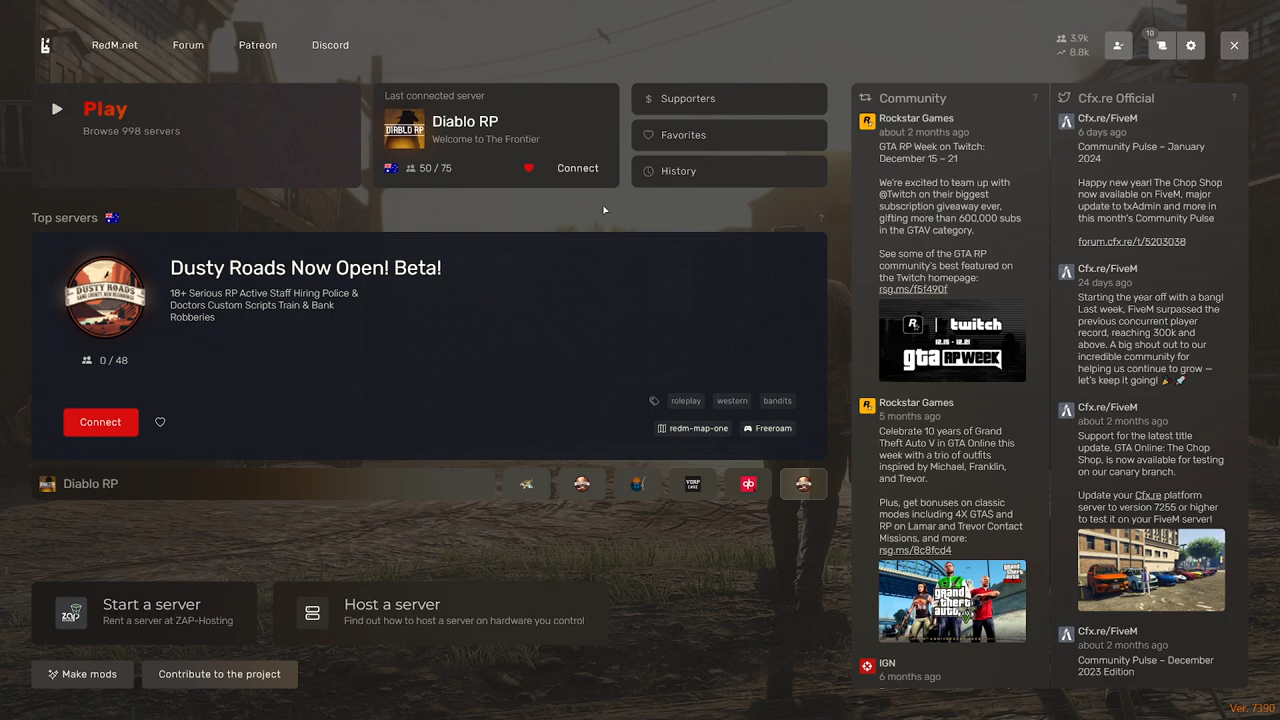 RedM.net
Forum
Patreon
Discord
3.9k
8.8k
10
Play
Browse 998 servers
Last connected server
DIABLO RP
Diablo RP
Welcome to The Frontier
50 / 75
Connect
$ Supporters
Favorites
History
Top servers
?
DUSTY ROADS
Dusty Roads Now Open! Beta!
18+ Serious RP Active Staff Hiring Police &
Doctors Custom Scripts Train & Bank
Robberies
0 / 48
Connect
roleplay
western
bandits
redm-map-one
Freeroam
Diablo RP
VORP
CORE
Start a server
Rent a server at ZAP-Hosting
Host a server
Find out how to host a server on hardware you control
Make mods
Contribute to the project
Community
?
Rockstar Games
about 2 months ago
GTA RP Week on Twitch:
December 15 – 21
We're excited to team up with
@Twitch on their biggest
subscription giveaway ever,
gifting more than 600,000 subs
in the GTAV category.
See some of the GTA RP
community's best featured on
the Twitch homepage:
rsg.ms/f5f490f
R* | twitch
12.15 - 12.21
gta RP WEEK
Rockstar Games
5 months ago
Celebrate 10 years of Grand
Theft Auto V in GTA Online this
week with a trio of outfits
inspired by Michael, Franklin,
and Trevor.
Plus, get bonuses on classic
modes including 4X GTA$ and
RP on Lamar and Trevor Contact
Missions, and more:
rsg.ms/8c8fcd4
grand
theft
auto
IGN
6 months ago
Cfx.re Official
?
Cfx.re/FiveM
6 days ago
Community Pulse – January
2024
Happy new year! The Chop Shop
now available on FiveM, major
update to txAdmin and more in
this month's Community Pulse
forum.cfx.re/t/5203038
Cfx.re/FiveM
24 days ago
Starting the year off with a bang!
Last week, FiveM surpassed the
previous concurrent player
record, reaching 300k and
above. A big shout out to our
incredible community for
helping us continue to grow —
let's keep it going! 🎉 🚀
Cfx.re/FiveM
about 2 months ago
Support for the latest title
update, GTA Online: The Chop
Shop, is now available for testing
on our canary branch.
Update your Cfx.re platform
server to version 7255 or higher
to test it on your FiveM server!
Cfx.re/FiveM
about 2 months ago
Community Pulse – December
2023 Edition
Ver. 7390